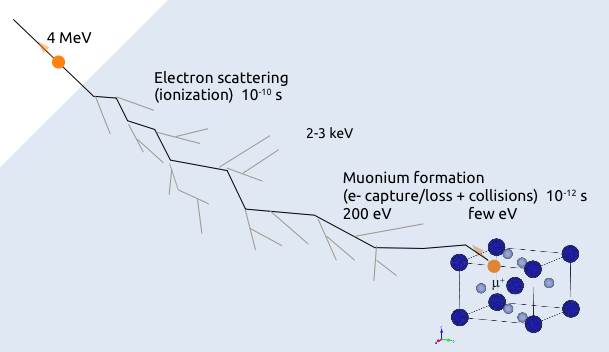 4 MeV
Electron scattering
(ionization) 10⁻¹⁰ s
2-3 keV
Muonium formation
(e- capture/loss + collisions) 10⁻¹² s
200 eV few eV
μ⁺